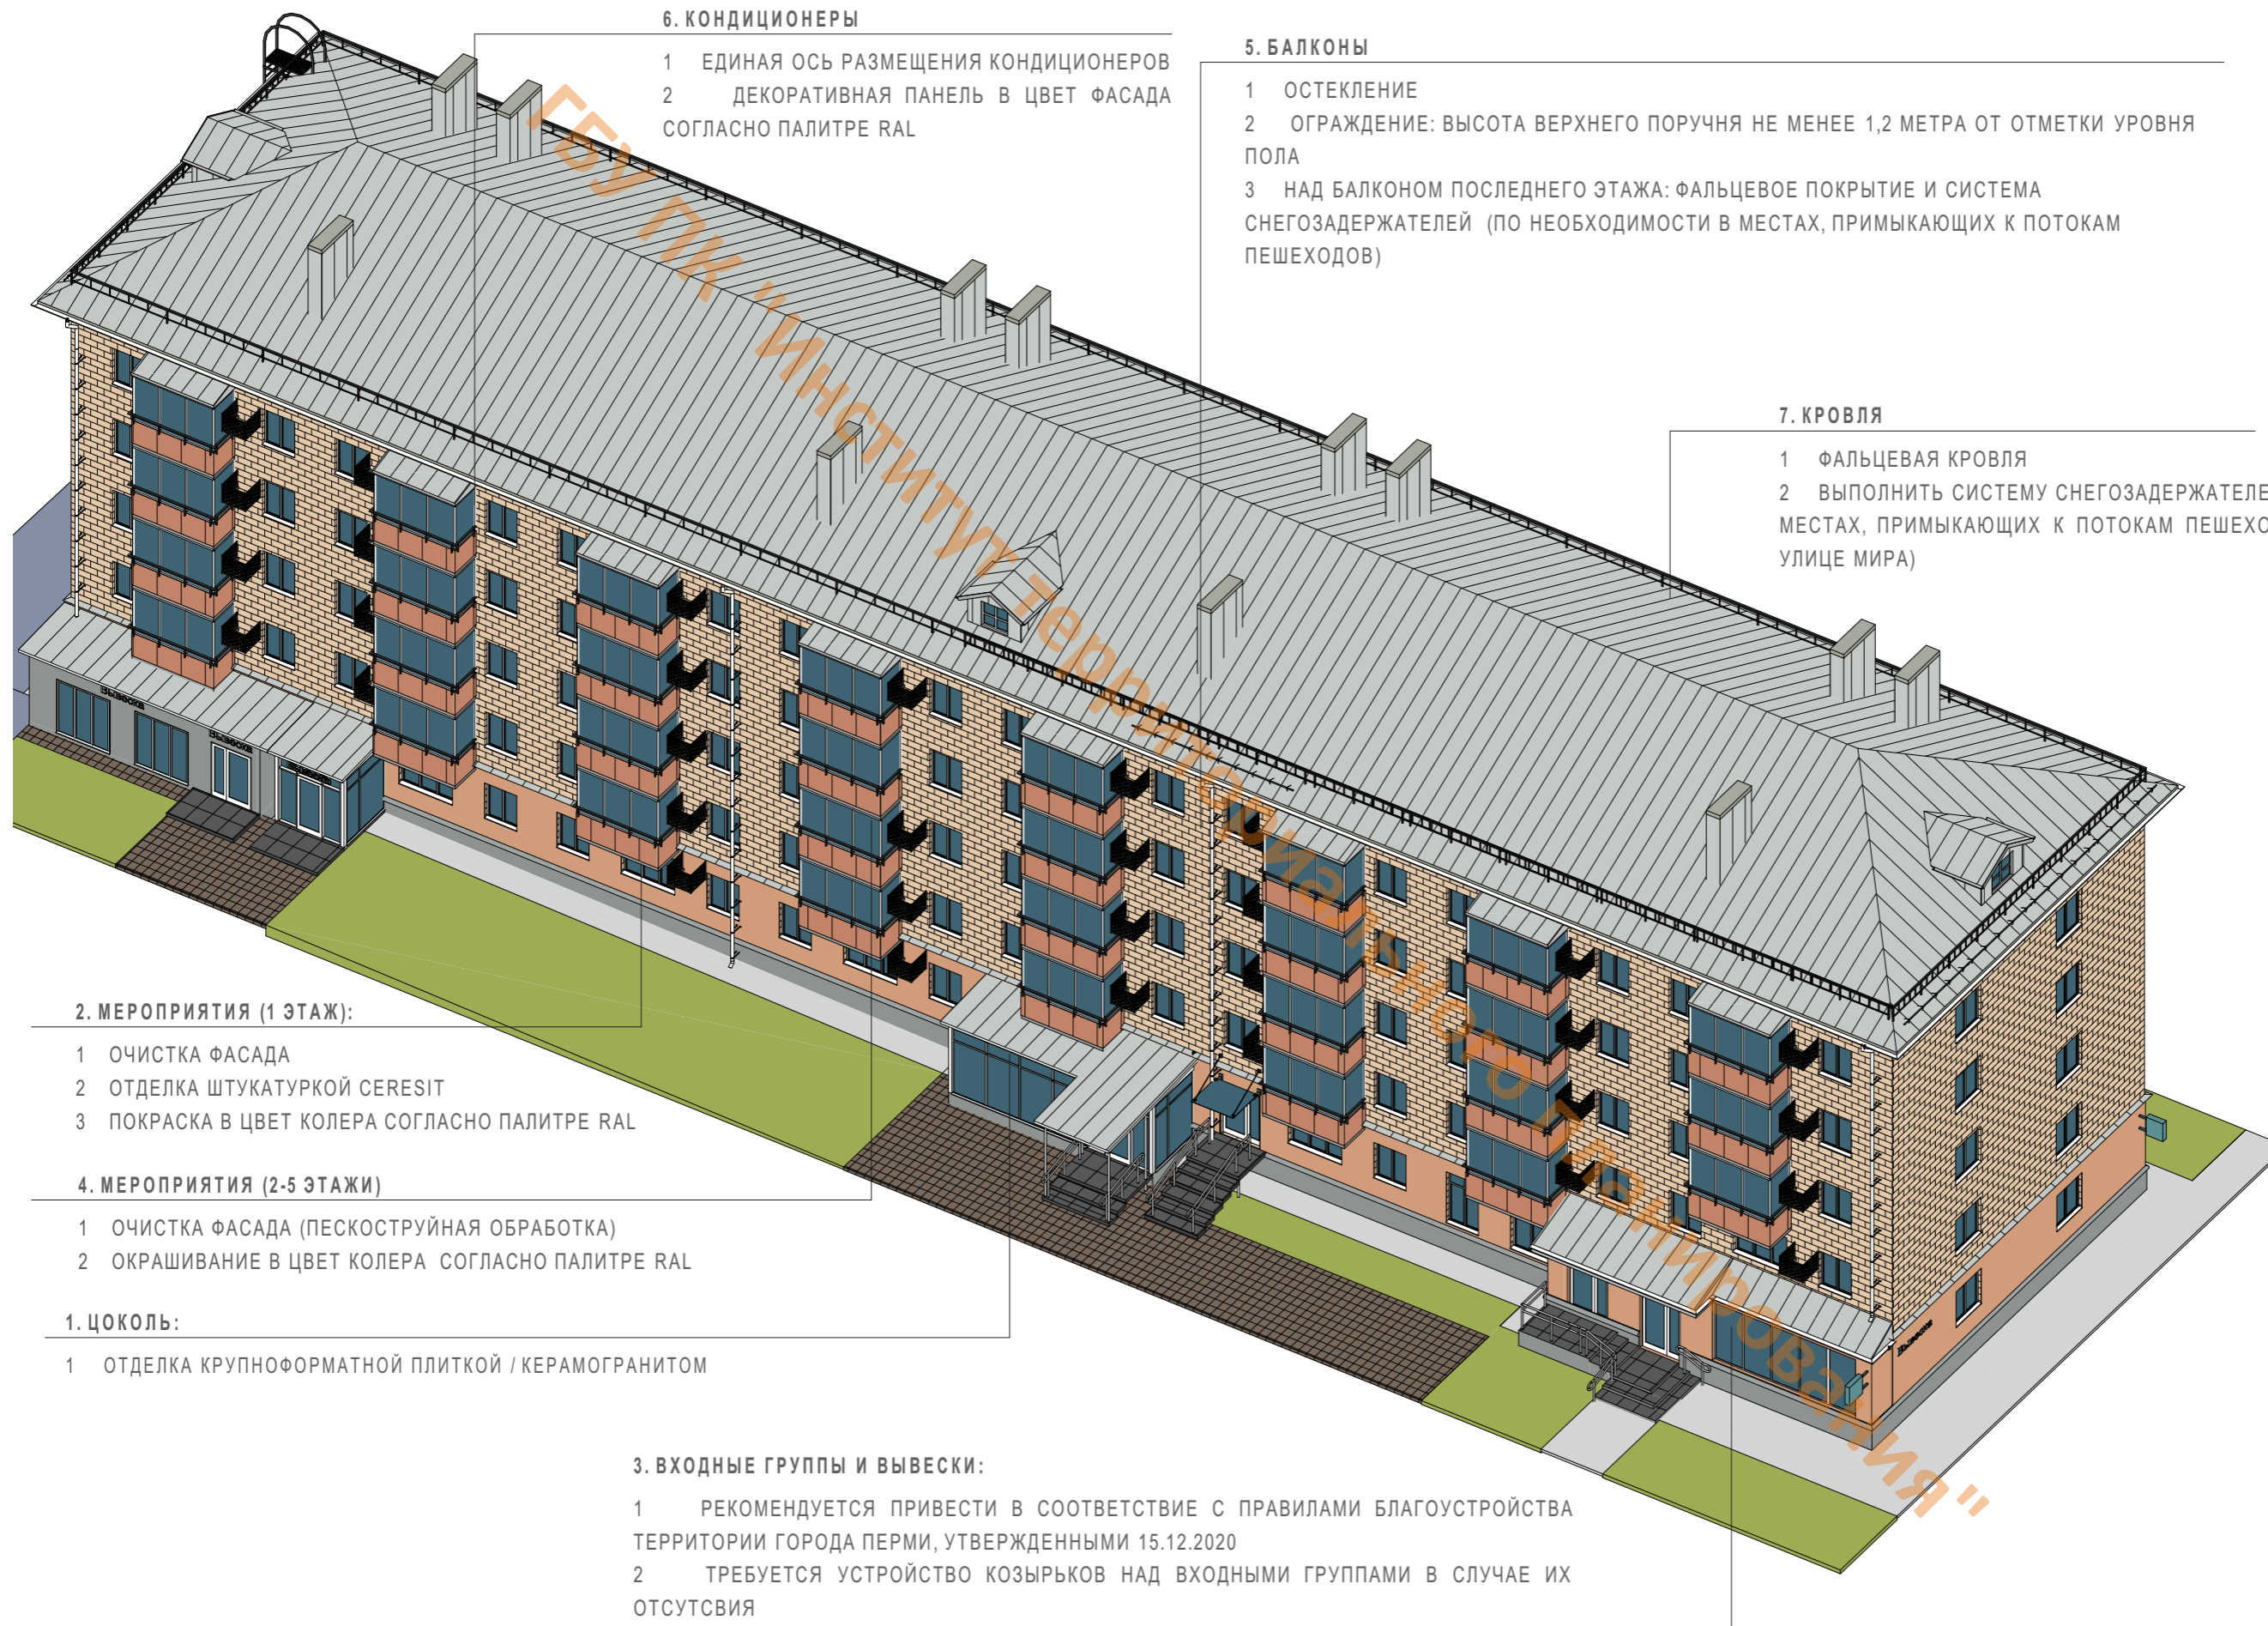 6. КОНДИЦИОНЕРЫ
1 ЕДИНАЯ ОСЬ РАЗМЕЩЕНИЯ КОНДИЦИОНЕРОВ
2 ДЕКОРАТИВНАЯ ПАНЕЛЬ В ЦВЕТ ФАСАДА
СОГЛАСНО ПАЛИТРЕ RAL
5. БАЛКОНЫ
1 ОСТЕКЛЕНИЕ
2 ОГРАЖДЕНИЕ: ВЫСОТА ВЕРХНЕГО ПОРУЧНЯ НЕ МЕНЕЕ 1,2 МЕТРА ОТ ОТМЕТКИ УРОВНЯ
ПОЛА
3 НАД БАЛКОНОМ ПОСЛЕДНЕГО ЭТАЖА: ФАЛЬЦЕВОЕ ПОКРЫТИЕ И СИСТЕМА
СНЕГОЗАДЕРЖАТЕЛЕЙ (ПО НЕОБХОДИМОСТИ В МЕСТАХ, ПРИМЫКАЮЩИХ К ПОТОКАМ
ПЕШЕХОДОВ)
7. КРОВЛЯ
1 ФАЛЬЦЕВАЯ КРОВЛЯ
2 ВЫПОЛНИТЬ СИСТЕМУ СНЕГОЗАДЕРЖАТЕЛЕ
МЕСТАХ, ПРИМЫКАЮЩИХ К ПОТОКАМ ПЕШЕХО
УЛИЦЕ МИРА)
ГБУ ПК "Институт территориального планирования"
Вывеска
Вывеска
Вывеска
Вывеска
2. МЕРОПРИЯТИЯ (1 ЭТАЖ):
1 ОЧИСТКА ФАСАДА
2 ОТДЕЛКА ШТУКАТУРКОЙ CERESIT
3 ПОКРАСКА В ЦВЕТ КОЛЕРА СОГЛАСНО ПАЛИТРЕ RAL
4. МЕРОПРИЯТИЯ (2-5 ЭТАЖИ)
1 ОЧИСТКА ФАСАДА (ПЕСКОСТРУЙНАЯ ОБРАБОТКА)
2 ОКРАШИВАНИЕ В ЦВЕТ КОЛЕРА СОГЛАСНО ПАЛИТРЕ RAL
1. ЦОКОЛЬ:
1 ОТДЕЛКА КРУПНОФОРМАТНОЙ ПЛИТКОЙ / КЕРАМОГРАНИТОМ
3. ВХОДНЫЕ ГРУППЫ И ВЫВЕСКИ:
1 РЕКОМЕНДУЕТСЯ ПРИВЕСТИ В СООТВЕТСТВИЕ С ПРАВИЛАМИ БЛАГОУСТРОЙСТВА
ТЕРРИТОРИИ ГОРОДА ПЕРМИ, УТВЕРЖДЕННЫМИ 15.12.2020
2 ТРЕБУЕТСЯ УСТРОЙСТВО КОЗЫРЬКОВ НАД ВХОДНЫМИ ГРУППАМИ В СЛУЧАЕ ИХ
ОТСУТСВИЯ